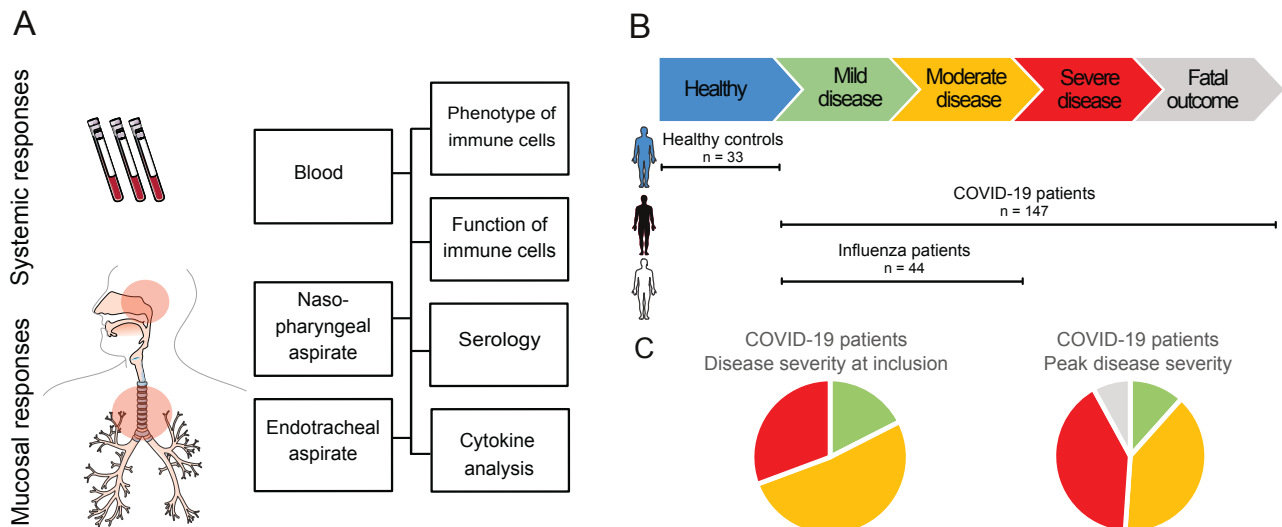 A
Systemic responses
Mucosal responses
Blood
Naso-
pharyngeal
aspirate
Endotracheal
aspirate
Phenotype of
immune cells
Function of
immune cells
Serology
Cytokine
analysis
B
Healthy
Mild
disease
Moderate
disease
Severe
disease
Fatal
outcome
Healthy controls
n = 33
COVID-19 patients
n = 147
Influenza patients
n = 44
C
COVID-19 patients
Disease severity at inclusion
COVID-19 patients
Peak disease severity